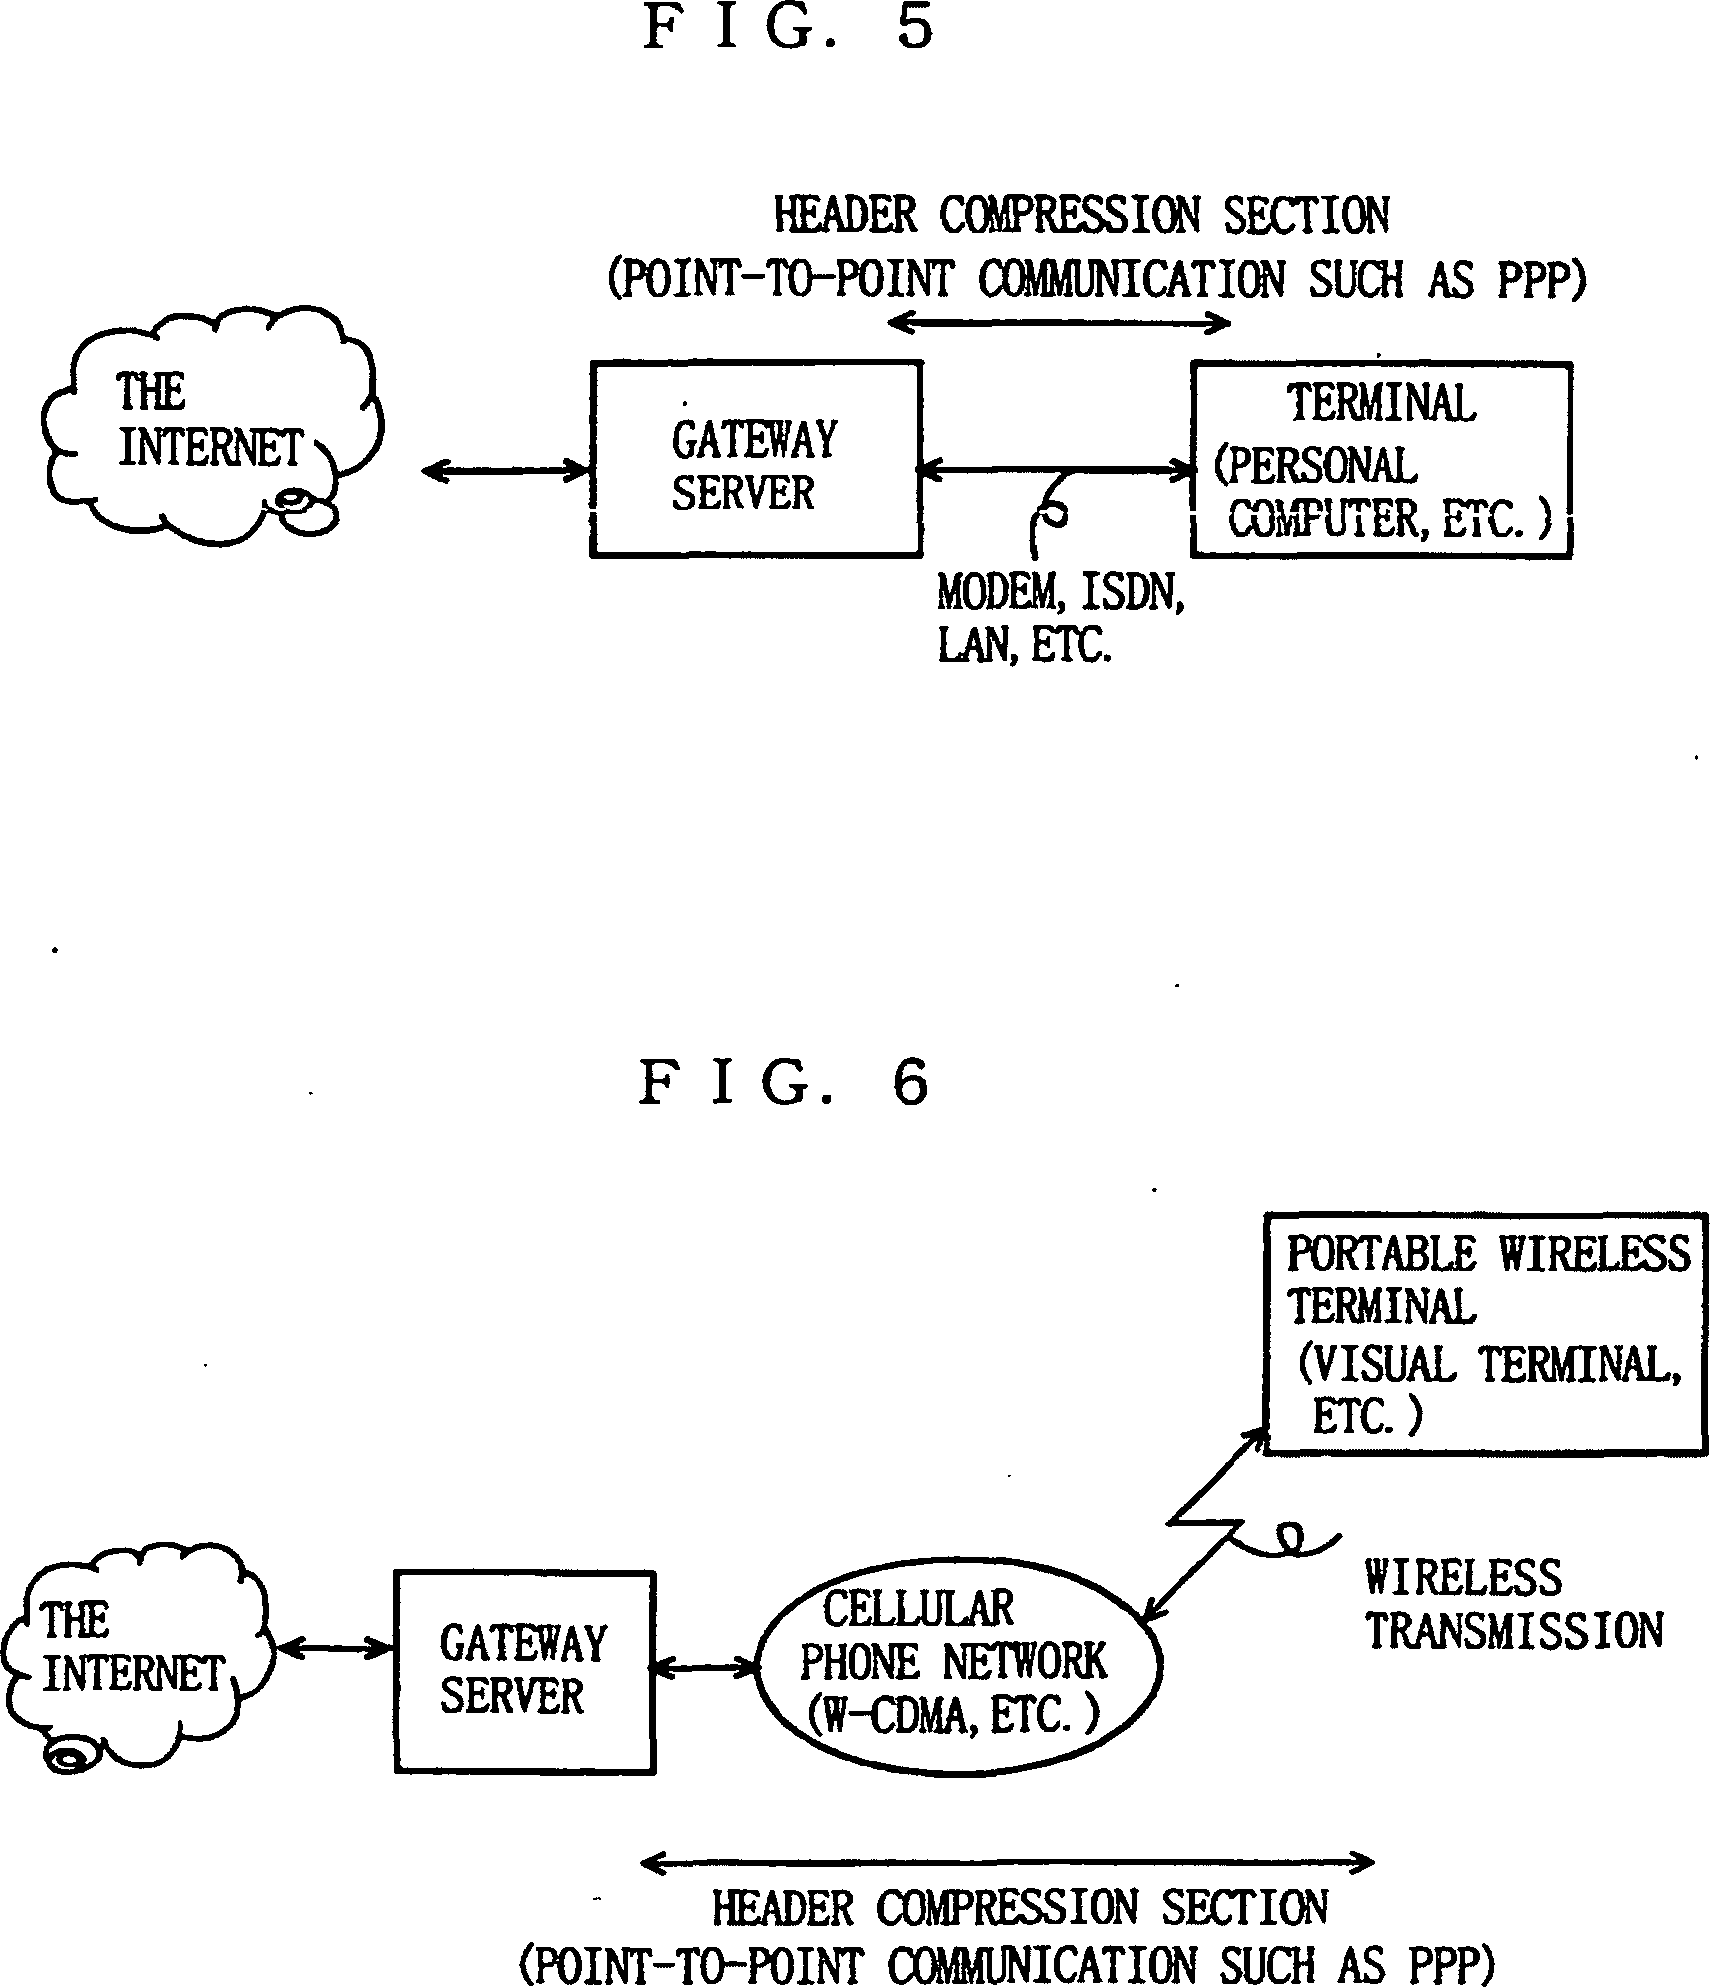 FIG. 5
HEADER COMPRESSION SECTION
(POINT-TO-POINT COMMUNICATION SUCH AS PPP)
THE
INTERNET
GATEWAY
SERVER
TERMINAL
(PERSONAL
COMPUTER, ETC.)
MODEM, ISDN,
LAN, ETC.
FIG. 6
PORTABLE WIRELESS
TERMINAL
(VISUAL TERMINAL,
ETC.)
THE
INTERNET
GATEWAY
SERVER
CELLULAR
PHONE NETWORK
(W-CDMA, ETC.)
WIRELESS
TRANSMISSION
HEADER COMPRESSION SECTION
(POINT-TO-POINT COMMUNICATION SUCH AS PPP)